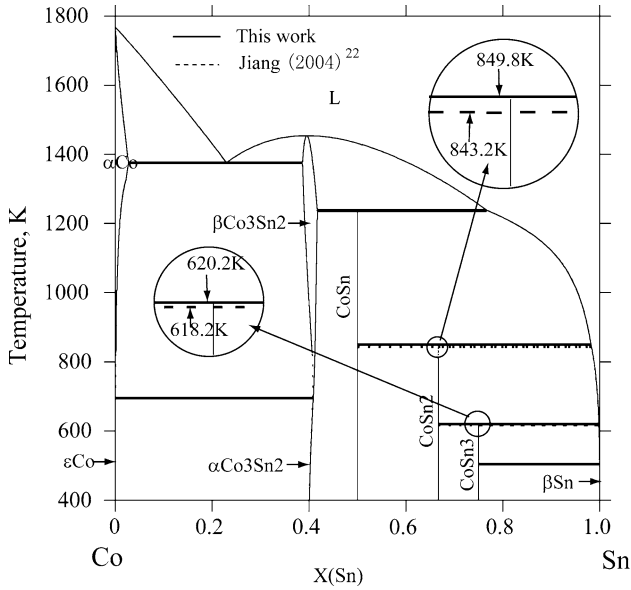 1800
This work
Jiang (2004) 22
849.8K
L
1600
843.2K
1400
αCo
Temperature, K
1200
βCo3Sn2
620.2K
CoSn
1000
618.2K
800
CoSn2
600
CoSn3
εCo
αCo3Sn2
βSn
400
0
0.2
0.4
0.6
0.8
1.0
Co
X(Sn)
Sn